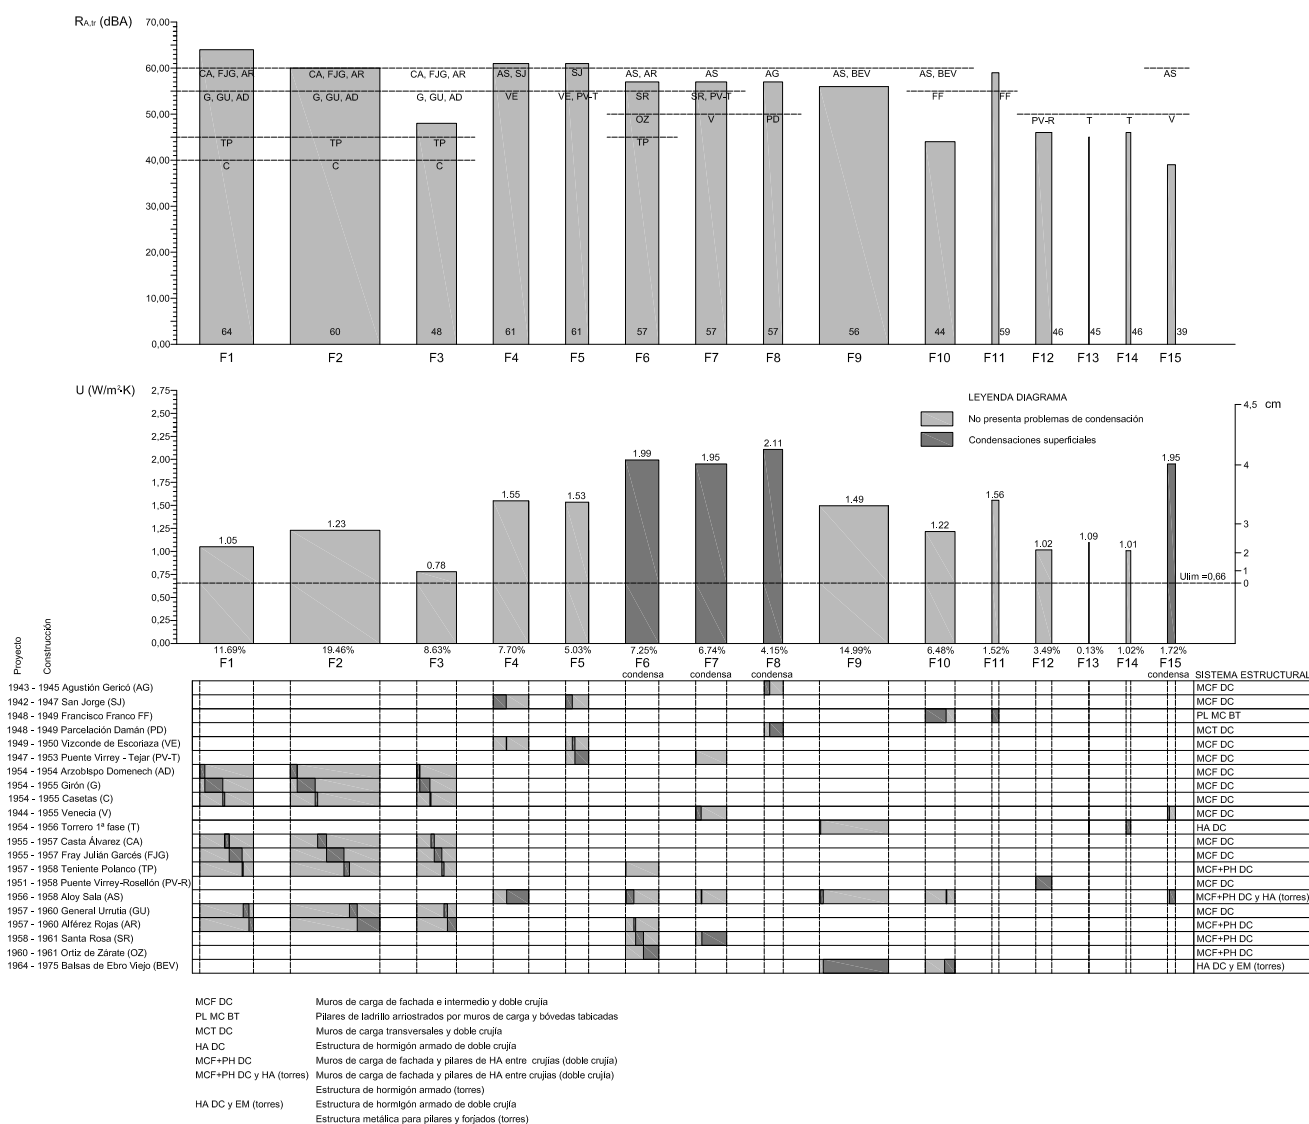 RA,tr (dBA)
70,00
60,00
50,00
40,00
30,00
20,00
10,00
0,00
CA, FJG, AR
CA, FJG, AR
CA, FJG, AR
AS, SJ
SJ
AS, AR
AS
AG
AS, BEV
AS, BEV
AS
G, GU, AD
G, GU, AD
G, GU, AD
VE
VE, PV-T
SR
SR, PV-T
FF
FF
OZ
V
PD
PV-R
T
T
V
TP
TP
TP
TP
C
C
C
64
60
48
61
61
57
57
57
56
44
59
46
45
46
39
F1 F2 F3 F4 F5 F6 F7 F8 F9 F10 F11 F12 F13 F14 F15
U (W/m²·K)
2,75
2,50
2,25
2,00
1,75
1,50
1,25
1,00
0,75
0,50
0,25
0,00
LEYENDA DIAGRAMA
No presenta problemas de condensación
Condensaciones superficiales
4,5 cm
4
3
2
1
0
Ulim =0,66
1.05
1.23
0.78
1.55
1.53
1.99
1.95
2.11
1.49
1.22
1.56
1.02
1.09
1.01
1.95
11.69% 19.46% 8.63% 7.70% 5.03% 7.25% 6.74% 4.15% 14.99% 6.48% 1.52% 3.49% 0.13% 1.02% 1.72%
F1 F2 F3 F4 F5 F6 F7 F8 F9 F10 F11 F12 F13 F14 F15
condensa condensa condensa condensa
Proyecto
Construcción
SISTEMA ESTRUCTURAL
1943 - 1945 Agustión Gericó (AG) MCF DC
1942 - 1947 San Jorge (SJ) MCF DC
1948 - 1949 Francisco Franco FF) PL MC BT
1948 - 1949 Parcelación Damán (PD) MCT DC
1949 - 1950 Vizconde de Escoriaza (VE) MCF DC
1947 - 1953 Puente Virrey - Tejar (PV-T) MCF DC
1954 - 1954 Arzobispo Domenech (AD) MCF DC
1954 - 1955 Girón (G) MCF DC
1954 - 1955 Casetas (C) MCF DC
1944 - 1955 Venecia (V) MCF DC
1954 - 1956 Torrero 1ª fase (T) HA DC
1955 - 1957 Casta Álvarez (CA) MCF DC
1955 - 1957 Fray Julián Garcés (FJG) MCF DC
1957 - 1958 Teniente Polanco (TP) MCF+PH DC
1951 - 1958 Puente Virrey-Rosellón (PV-R) MCF DC
1956 - 1958 Aloy Sala (AS) MCF+PH DC y HA (torres)
1957 - 1960 General Urrutia (GU) MCF DC
1957 - 1960 Alférez Rojas (AR) MCF+PH DC
1958 - 1961 Santa Rosa (SR) MCF+PH DC
1960 - 1961 Ortiz de Zárate (OZ) MCF+PH DC
1964 - 1975 Balsas de Ebro Viejo (BEV) HA DC y EM (torres)
MCF DC Muros de carga de fachada e intermedio y doble crujía
PL MC BT Pilares de ladrillo arriostrados por muros de carga y bóvedas tabicadas
MCT DC Muros de carga transversales y doble crujía
HA DC Estructura de hormigón armado de doble crujía
MCF+PH DC Muros de carga de fachada y pilares de HA entre crujías (doble crujía)
MCF+PH DC y HA (torres) Muros de carga de fachada y pilares de HA entre crujias (doble crujía)
Estructura de hormigón armado (torres)
HA DC y EM (torres) Estructura de hormigón armado de doble crujía
Estructura metálica para pilares y forjados (torres)